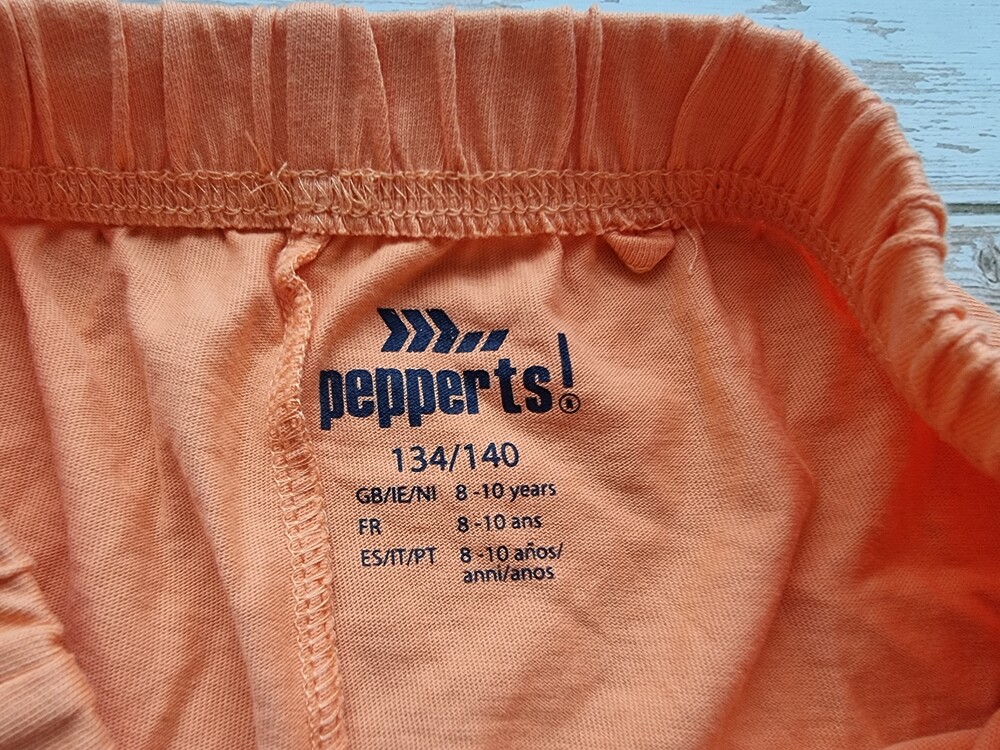 pepperts!®
134/140
GB/IE/NI 8-10 years
FR 8-10 ans
ES/IT/PT 8-10 años/
anni/anos